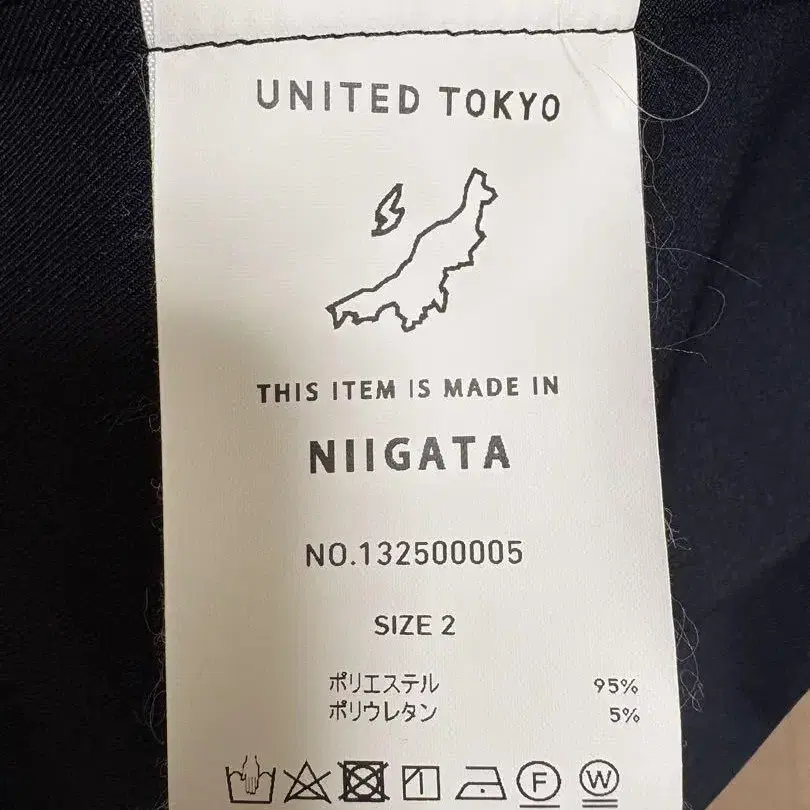 UNITED TOKYO
THIS ITEM IS MADE IN
NIIGATA
NO.132500005
SIZE 2
ポリエステル 95%
ポリウレタン 5%
F W